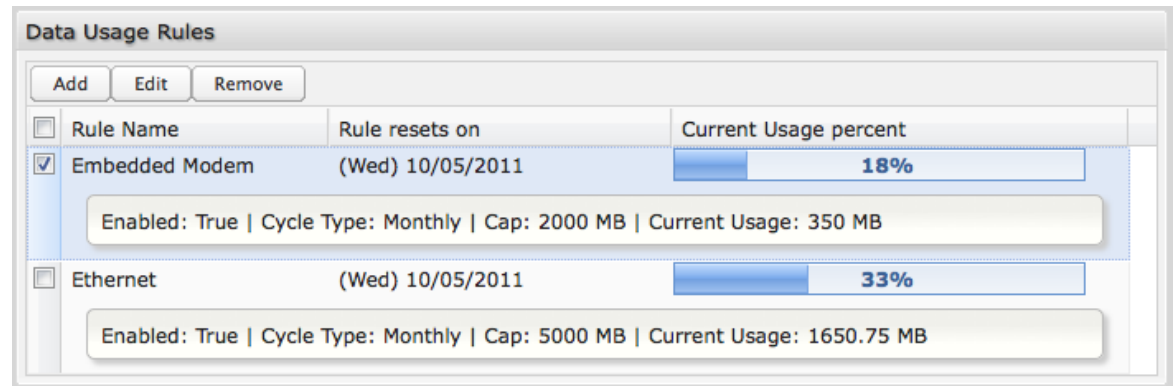 Data Usage Rules
Add Edit Remove
Rule Name Rule resets on Current Usage percent
Embedded Modem (Wed) 10/05/2011 18%
Enabled: True | Cycle Type: Monthly | Cap: 2000 MB | Current Usage: 350 MB
Ethernet (Wed) 10/05/2011 33%
Enabled: True | Cycle Type: Monthly | Cap: 5000 MB | Current Usage: 1650.75 MB